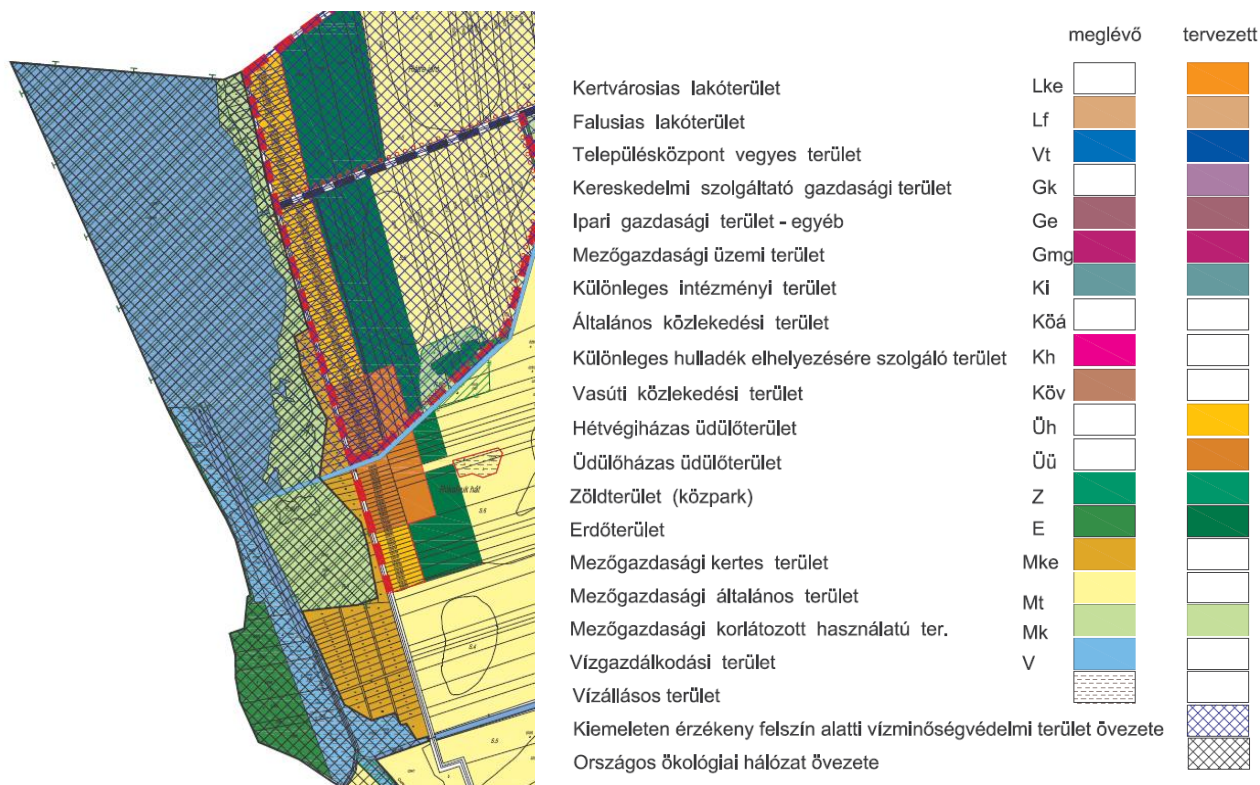 meglévő tervezett
Kertvárosias lakóterület Lke
Falusias lakóterület Lf
Településközpont vegyes terület Vt
Kereskedelmi szolgáltató gazdasági terület Gk
Ipari gazdasági terület - egyéb Ge
Mezőgazdasági üzemi terület Gmg
Különleges intézményi terület Ki
Általános közlekedési terület Köá
Különleges hulladék elhelyezésére szolgáló terület Kh
Vasúti közlekedési terület Köv
Hétvégiházas üdülőterület Üh
Üdülőházas üdülőterület Üü
Zöldterület (közpark) Z
Erdőterület E
Mezőgazdasági kertes terület Mke
Mezőgazdasági általános terület Mt
Mezőgazdasági korlátozott használatú ter. Mk
Vízgazdálkodási terület V
Vízállásos terület
Kiemeleten érzékeny felszín alatti vízminőségvédelmi terület övezete
Országos ökológiai hálózat övezete